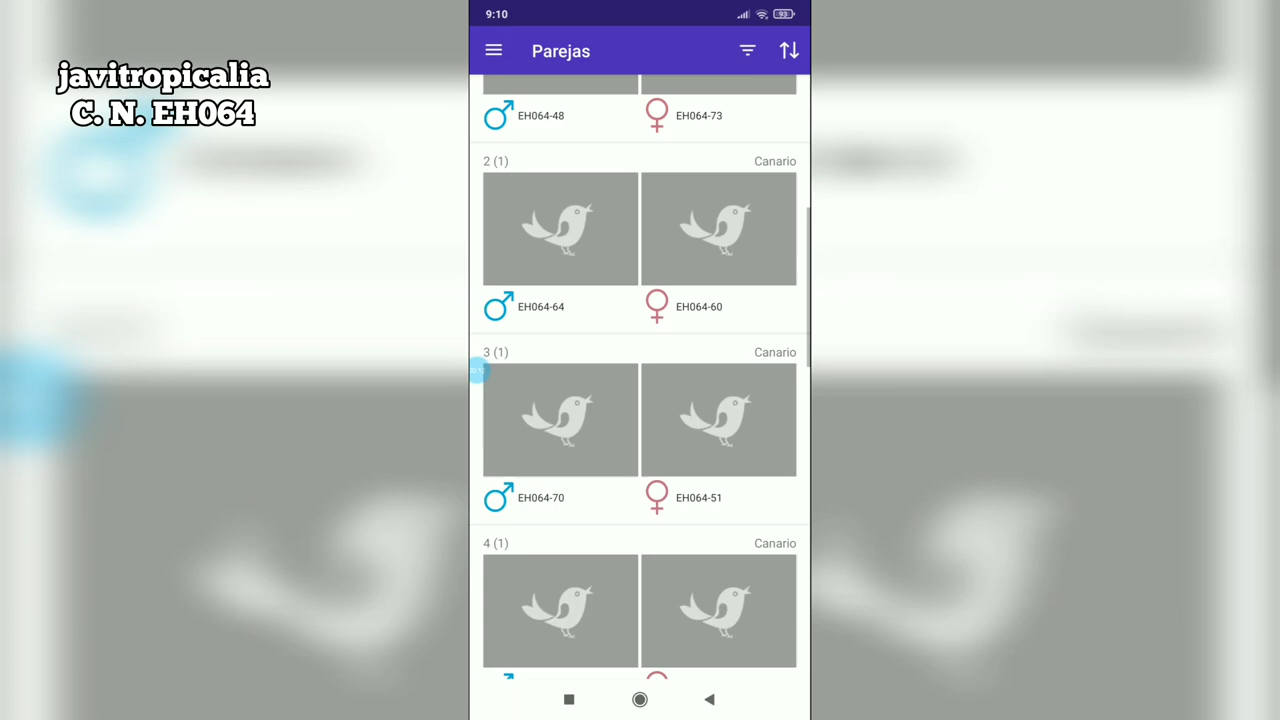 javitropicalia
C. N. EH064
9:10
93
Parejas
EH064-48
EH064-73
2 (1)
Canario
EH064-64
EH064-60
3 (1)
Canario
EH064-70
EH064-51
4 (1)
Canario